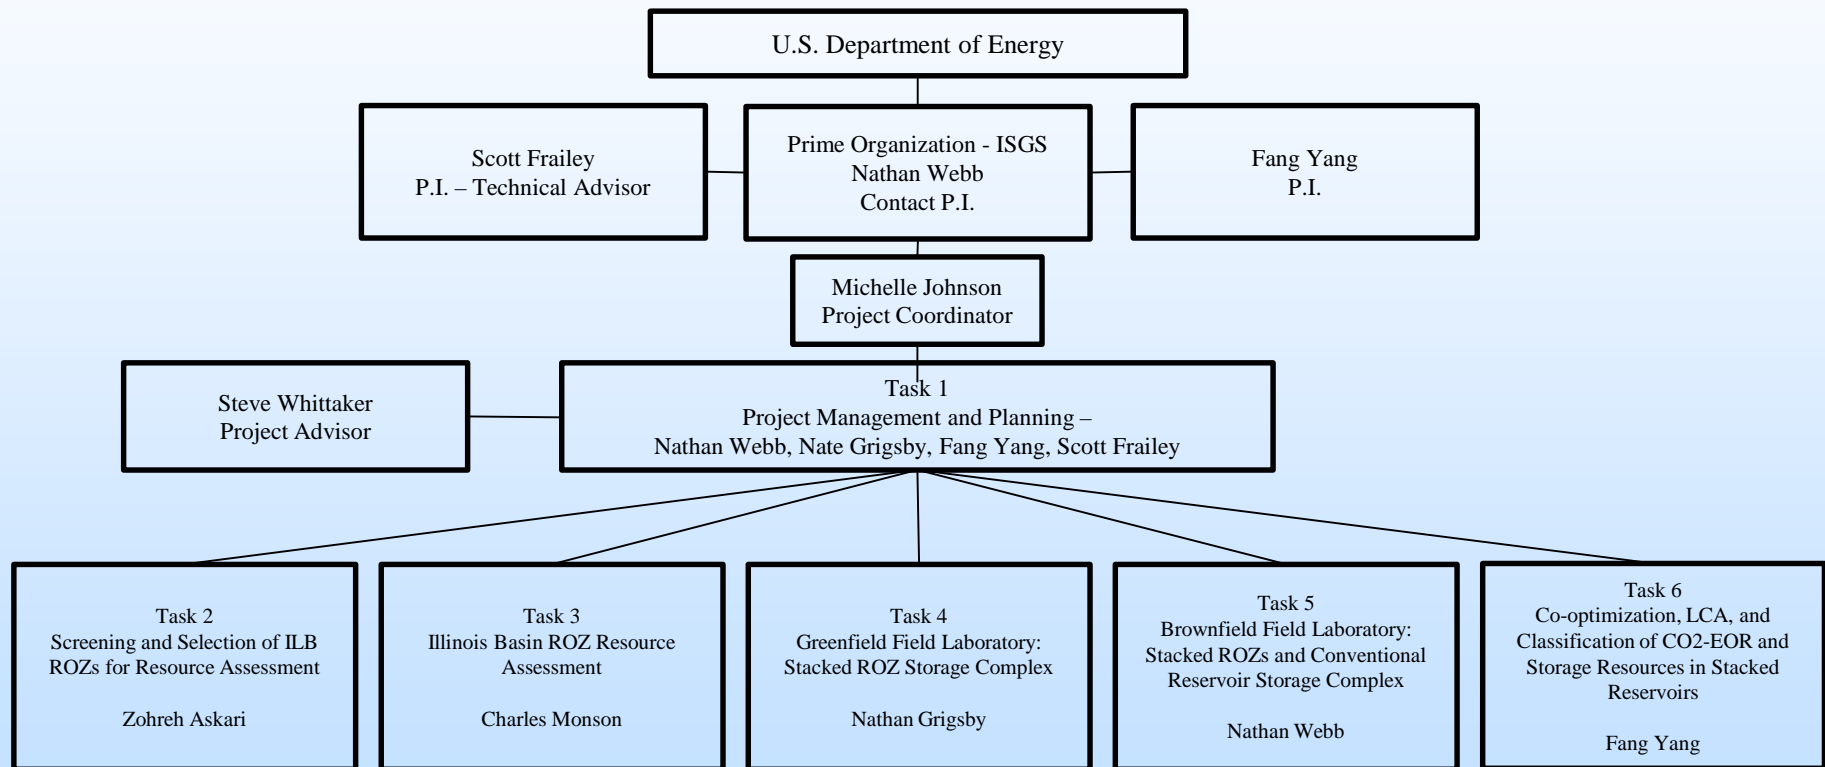 U.S. Department of Energy
Scott Frailey
P.I. – Technical Advisor
Prime Organization - ISGS
Nathan Webb
Contact P.I.
Fang Yang
P.I.
Michelle Johnson
Project Coordinator
Steve Whittaker
Project Advisor
Task 1
Project Management and Planning –
Nathan Webb, Nate Grigsby, Fang Yang, Scott Frailey
Task 2
Screening and Selection of ILB
ROZs for Resource Assessment
Zohreh Askari
Task 3
Illinois Basin ROZ Resource
Assessment
Charles Monson
Task 4
Greenfield Field Laboratory:
Stacked ROZ Storage Complex
Nathan Grigsby
Task 5
Brownfield Field Laboratory:
Stacked ROZs and Conventional
Reservoir Storage Complex
Nathan Webb
Task 6
Co-optimization, LCA, and
Classification of CO2-EOR and
Storage Resources in Stacked
Reservoirs
Fang Yang